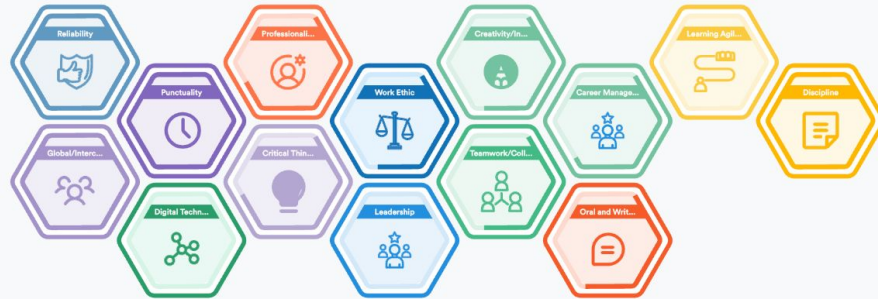 Reliability
Professionali...
Creativity/In...
Learning Agil...
Punctuality
Work Ethic
Career Manage...
Discipline
Global/Interc...
Critical Thin...
Teamwork/Coll...
Digital Techn...
Leadership
Oral and Writ...